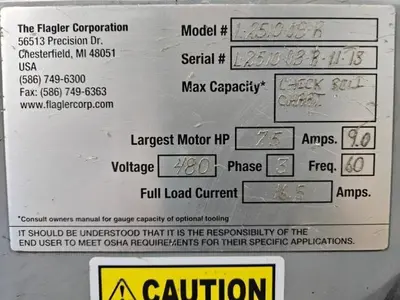 The Flagler Corporation
56513 Precision Dr.
Chesterfield, MI 48051
USA
(586) 749-6300
Fax: (586) 749-6363
www.flaglercorp.com
Model #
Serial #
Max Capacity* CHECK ROLL
CHART
Largest Motor HP 7.5 Amps. 9.0
Voltage 480 Phase 3 Freq. 60
Full Load Current Amps.
*Consult owners manual for gauge capacity of optional tooling
IT SHOULD BE UNDERSTOOD THAT IT IS THE RESPONSIBILTY OF THE
END USER TO MEET OSHA REQUIREMENTS FOR THEIR SPECIFIC APPLICATIONS.
CAUTION